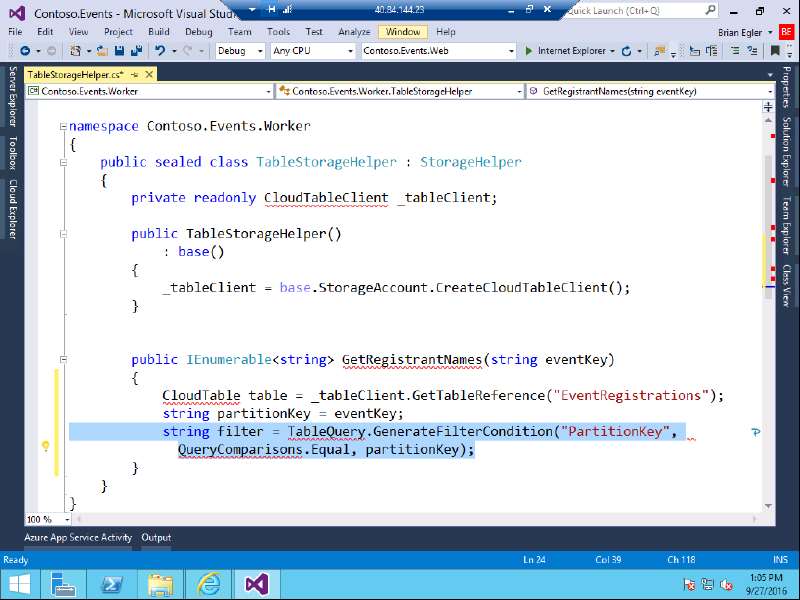 Contoso.Events - Microsoft Visual Studio
40.84.144.23
Quick Launch (Ctrl+Q)
File Edit View Project Build Debug Team Tools Test Analyze Window Help
Brian Egler BE
Debug Any CPU Contoso.Events.Web Internet Explorer
TableStorageHelper.cs*
Contoso.Events.Worker Contoso.Events.Worker.TableStorageHelper GetRegistrantNames(string eventKey)
Server Explorer
Toolbox
Cloud Explorer
namespace Contoso.Events.Worker
{
public sealed class TableStorageHelper : StorageHelper
{
private readonly CloudTableClient _tableClient;
public TableStorageHelper()
: base()
{
_tableClient = base.StorageAccount.CreateCloudTableClient();
}
public IEnumerable<string> GetRegistrantNames(string eventKey)
{
CloudTable table = _tableClient.GetTableReference("EventRegistrations");
string partitionKey = eventKey;
string filter = TableQuery.GenerateFilterCondition("PartitionKey",
QueryComparisons.Equal, partitionKey);
}
}
}
Properties
Solution Explorer
Team Explorer
Class View
100 %
Azure App Service Activity Output
Ready Ln 24 Col 39 Ch 118 INS
1:05 PM
9/27/2016